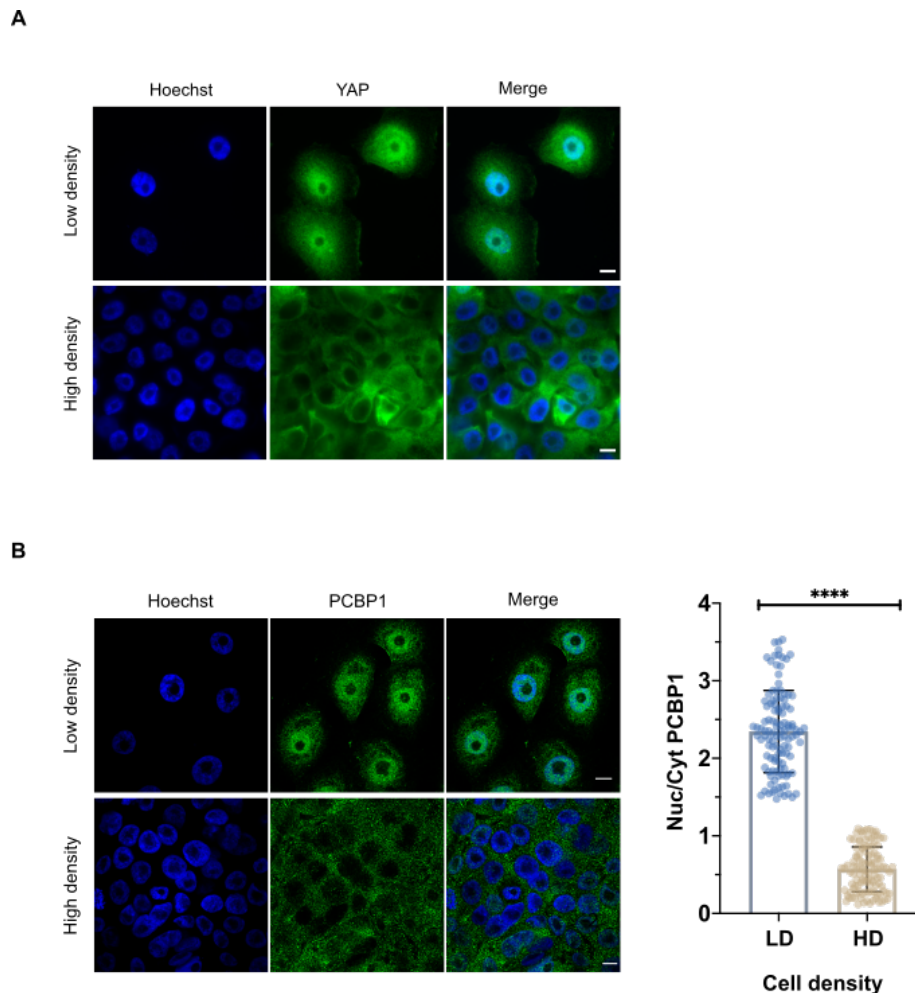 A
Hoechst YAP Merge
Low density
High density
B
Hoechst PCBP1 Merge
Low density
High density
****
4
3
2
1
0
Nuc/Cyt PCBP1
LD HD
Cell density